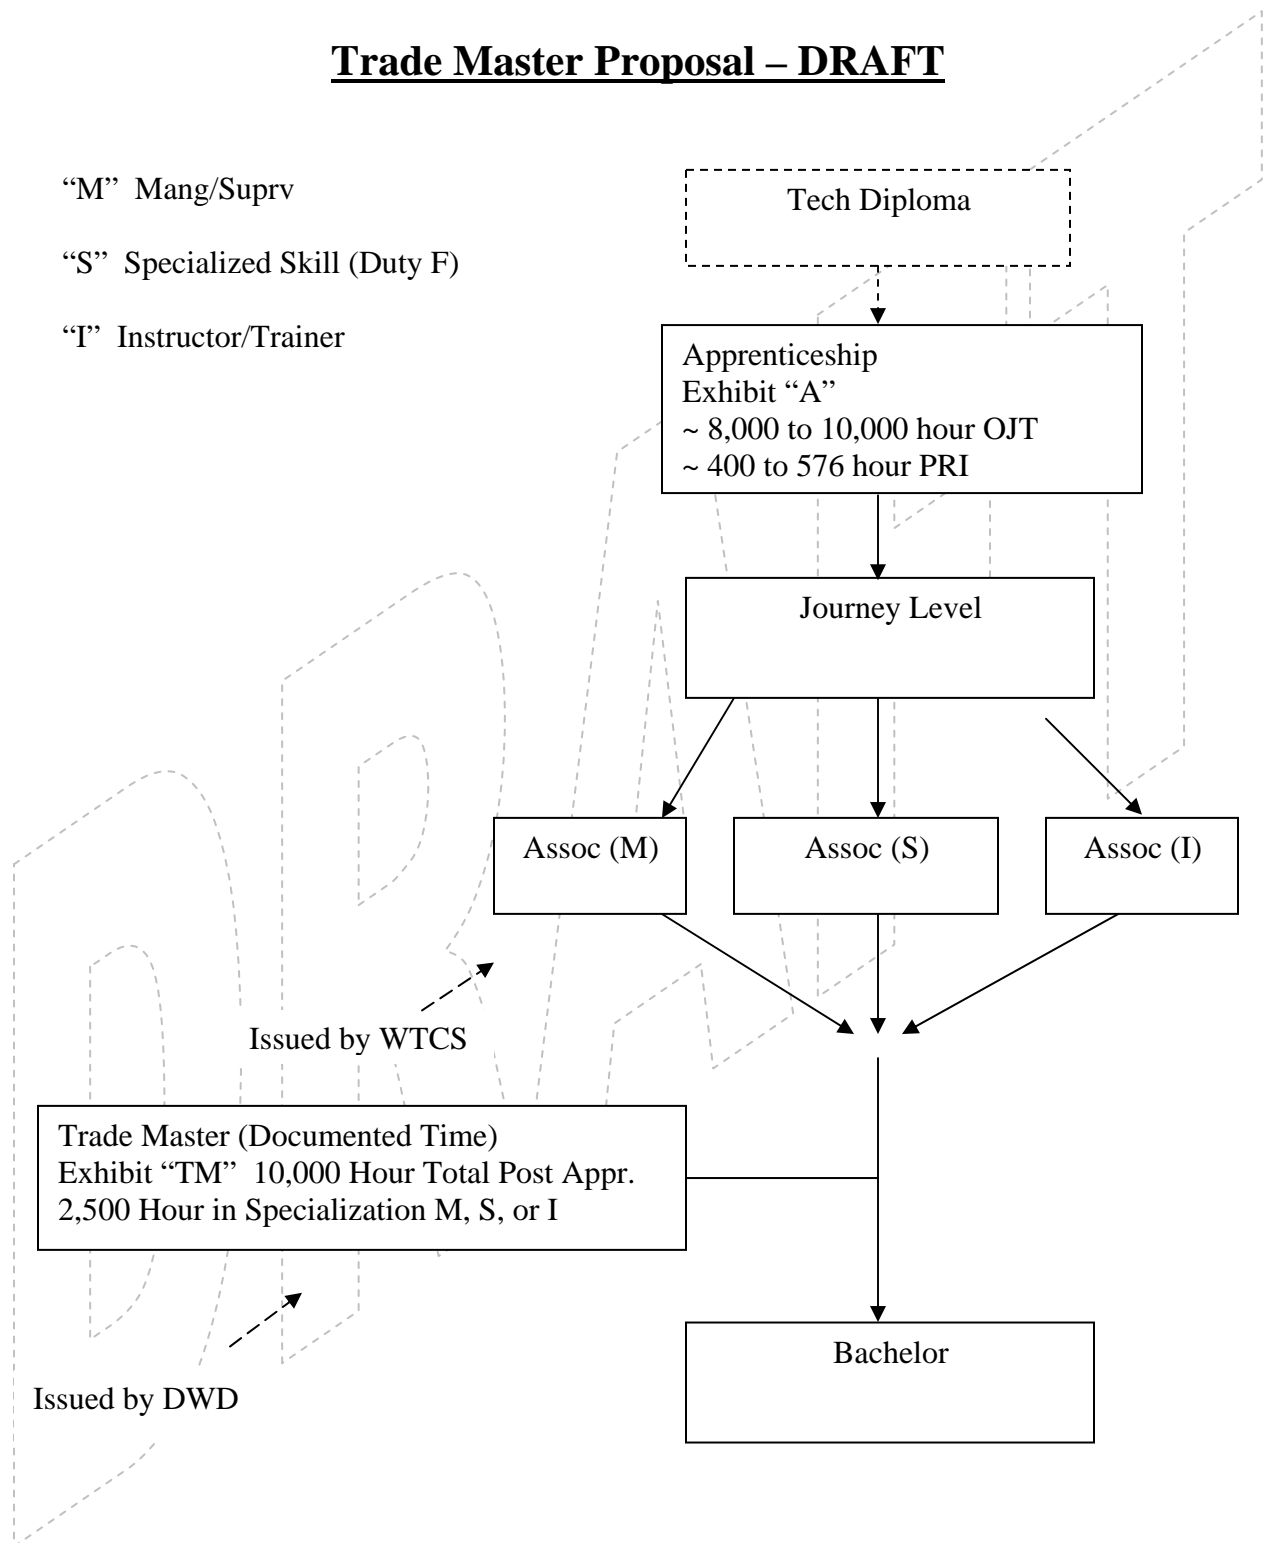 Trade Master Proposal – DRAFT
“M” Mang/Suprv
“S” Specialized Skill (Duty F)
“I” Instructor/Trainer
Tech Diploma
Apprenticeship
Exhibit “A”
~ 8,000 to 10,000 hour OJT
~ 400 to 576 hour PRI
Journey Level
Assoc (M)
Assoc (S)
Assoc (I)
Issued by WTCS
Trade Master (Documented Time)
Exhibit “TM” 10,000 Hour Total Post Appr.
2,500 Hour in Specialization M, S, or I
Issued by DWD
Bachelor
DRAFT